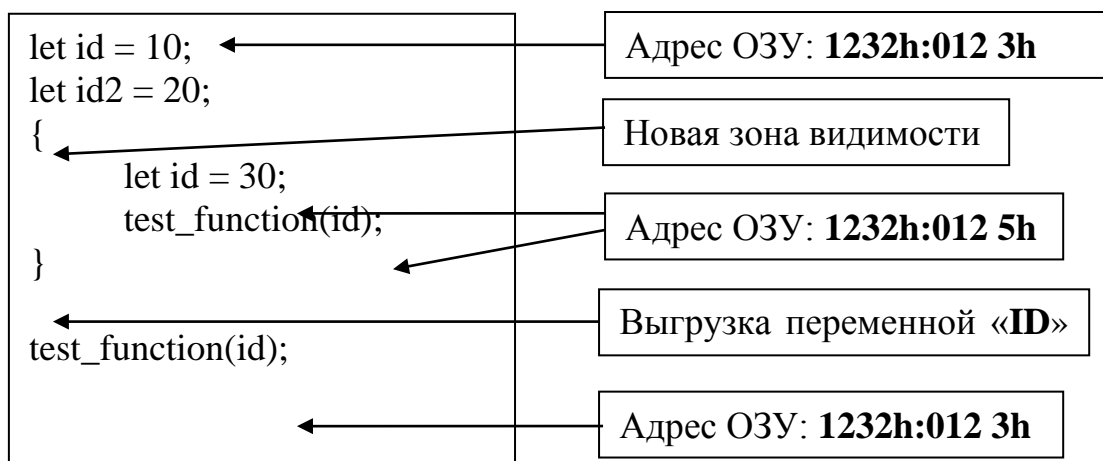 let id = 10;
let id2 = 20;
{
let id = 30;
test_function(id);
}
test_function(id);
Адрес ОЗУ: 1232h:012 3h
Новая зона видимости
Адрес ОЗУ: 1232h:012 5h
Выгрузка переменной «ID»
Адрес ОЗУ: 1232h:012 3h